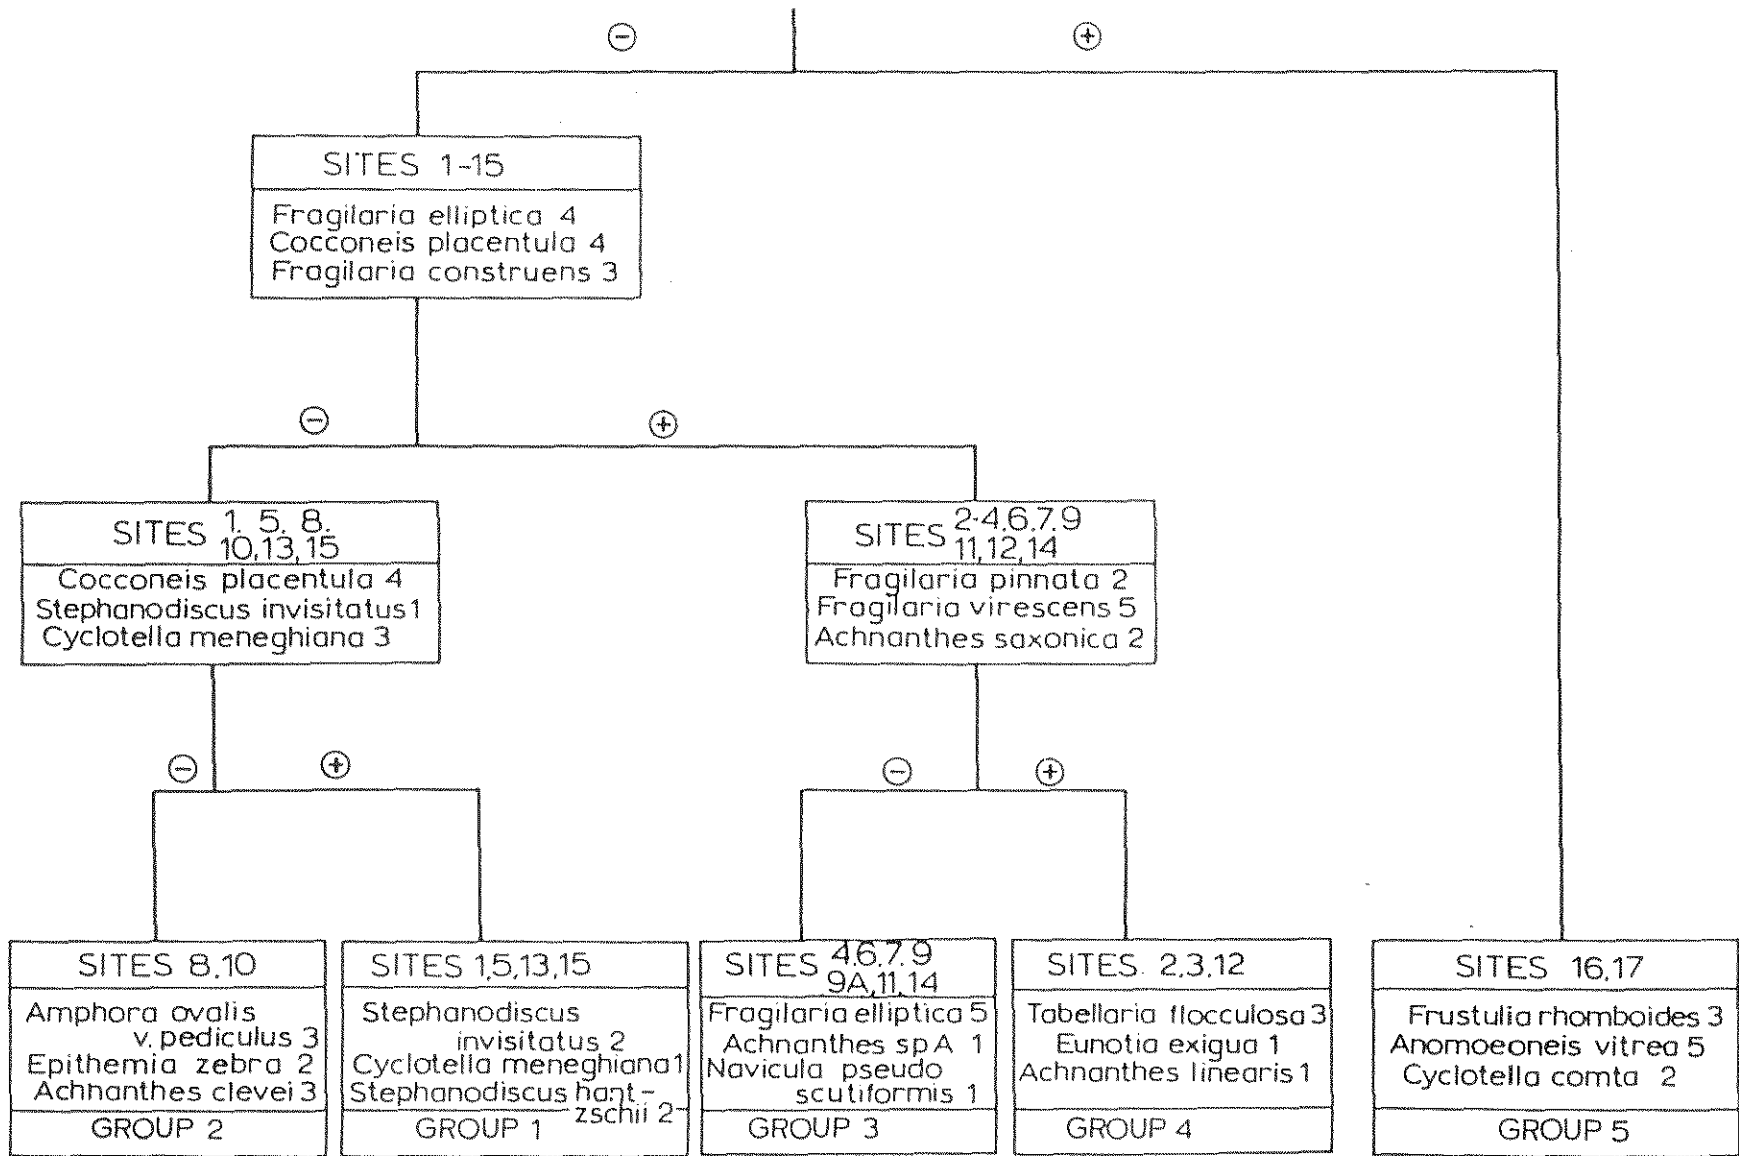 ⊖
⊕
SITES 1-15
Fragilaria elliptica 4
Cocconeis placentula 4
Fragilaria construens 3
⊖
⊕
SITES 1. 5. 8.
10,13,15
Cocconeis placentula 4
Stephanodiscus invisitatus 1
Cyclotella meneghiana 3
SITES 2-4,6,7,9
11,12,14
Fragilaria pinnata 2
Fragilaria virescens 5
Achnanthes saxonica 2
⊖
⊕
⊖
⊕
SITES 8,10
Amphora ovalis
v. pediculus 3
Epithemia zebra 2
Achnanthes clevei 3
GROUP 2
SITES 1,5,13,15
Stephanodiscus
invisitatus 2
Cyclotella meneghiana 1
Stephanodiscus hant-
zschii 2
GROUP 1
SITES 4,6,7,9
9A,11,14
Fragilaria elliptica 5
Achnanthes sp A 1
Navicula pseudo
scutiformis 1
GROUP 3
SITES. 2,3,12
Tabellaria flocculosa 3
Eunotia exigua 1
Achnanthes linearis 1
GROUP 4
SITES 16,17
Frustulia rhomboides 3
Anomoeoneis vitrea 5
Cyclotella comta 2
GROUP 5